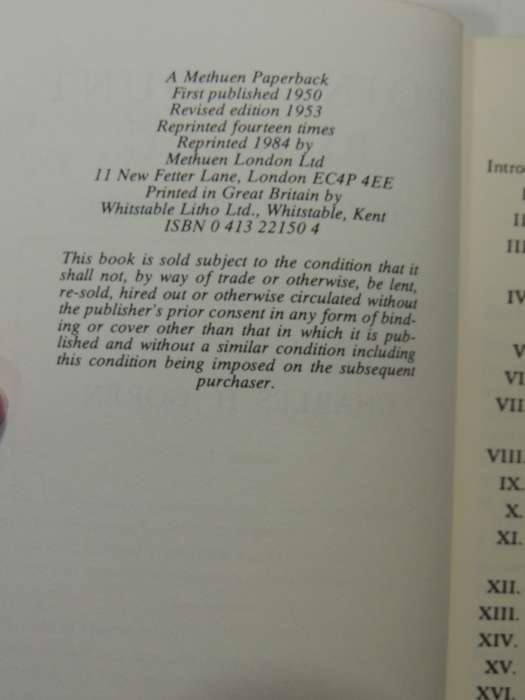 A Methuen Paperback
First published 1950
Revised edition 1953
Reprinted fourteen times
Reprinted 1984 by
Methuen London Ltd
11 New Fetter Lane, London EC4P 4EE
Printed in Great Britain by
Whitstable Litho Ltd., Whitstable, Kent
ISBN 0 413 22150 4
This book is sold subject to the condition that it
shall not, by way of trade or otherwise, be lent,
re-sold, hired out or otherwise circulated without
the publisher's prior consent in any form of bind-
ing or cover other than that in which it is pub-
lished and without a similar condition including
this condition being imposed on the subsequent
purchaser.
IV
V
VI
VII
VIII.
IX.
X.
XI.
XII.
XIII.
XIV.
XV.
XVI.